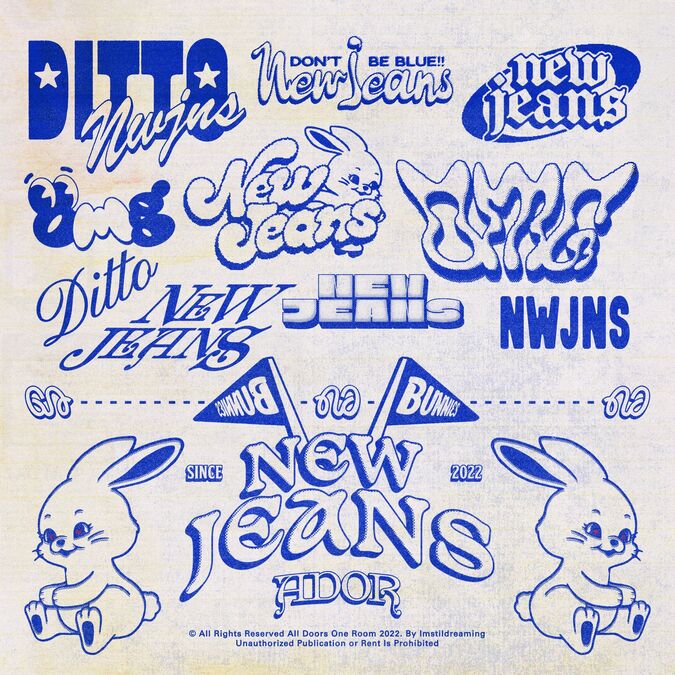 DITTO
Nwjns
DON'T BE BLUE!!
NewJeans
new
jeans
OMG
New
Jeans
OMG
Ditto
NEW
JEANS
NEW
JEANS
NWJNS
BUNNIES
BUNNIES
SINCE
NEW
2022
JEANS
ADOR
© All Rights Reserved All Doors One Room 2022. By Imstildreaming
Unauthorized Publication or Rent Is Prohibited